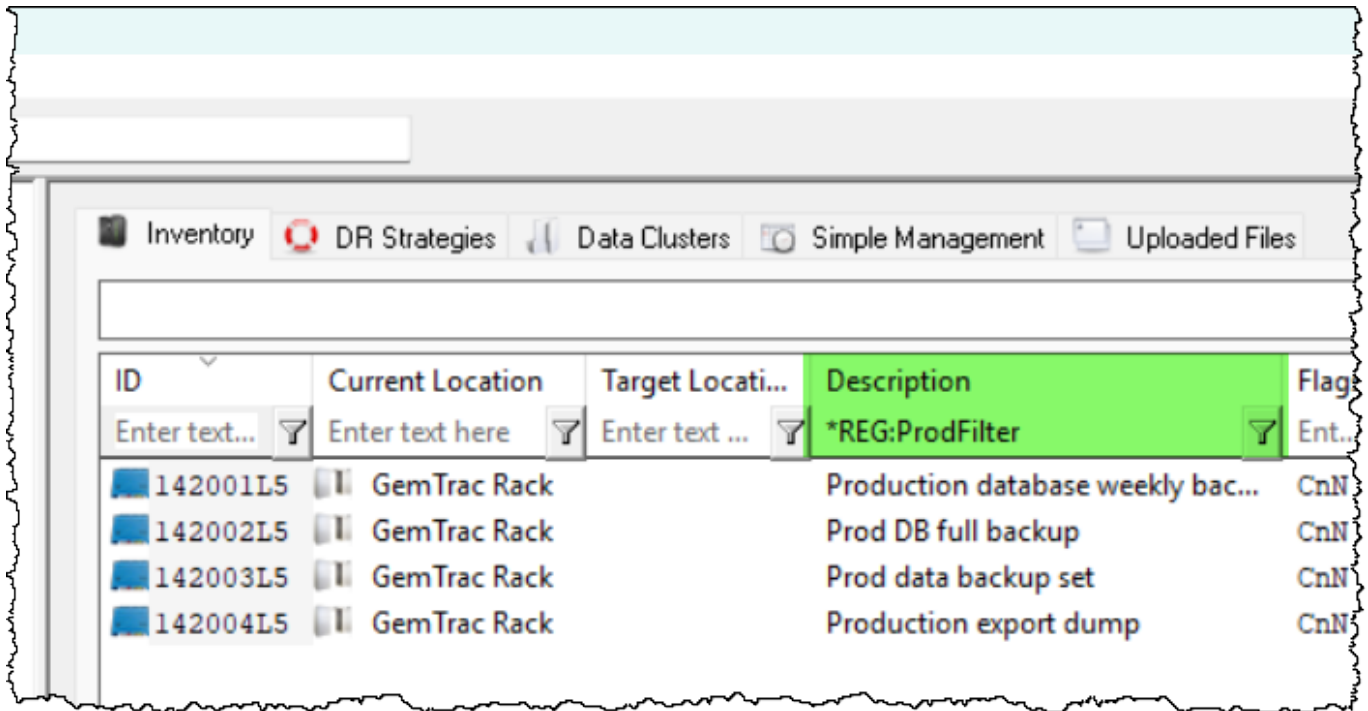 Inventory DR Strategies Data Clusters Simple Management Uploaded Files
ID Current Location Target Locati... Description Flag
Enter text... Enter text here Enter text ... *REG:ProdFilter Ent...
142001L5 GemTrac Rack Production database weekly bac... CnN
142002L5 GemTrac Rack Prod DB full backup CnN
142003L5 GemTrac Rack Prod data backup set CnN
142004L5 GemTrac Rack Production export dump CnN